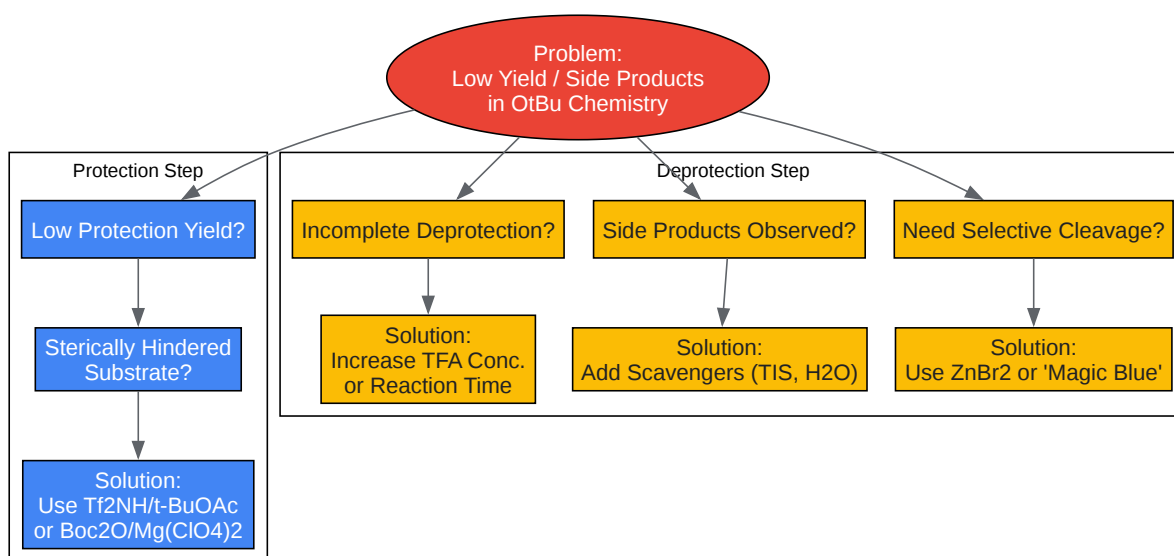 Problem:
Low Yield / Side Products
in OtBu Chemistry
Protection Step
Low Protection Yield?
Sterically Hindered
Substrate?
Solution:
Use Tf2NH/t-BuOAc
or Boc2O/Mg(ClO4)2
Deprotection Step
Incomplete Deprotection?
Solution:
Increase TFA Conc.
or Reaction Time
Side Products Observed?
Solution:
Add Scavengers (TIS, H2O)
Need Selective Cleavage?
Solution:
Use ZnBr2 or 'Magic Blue'